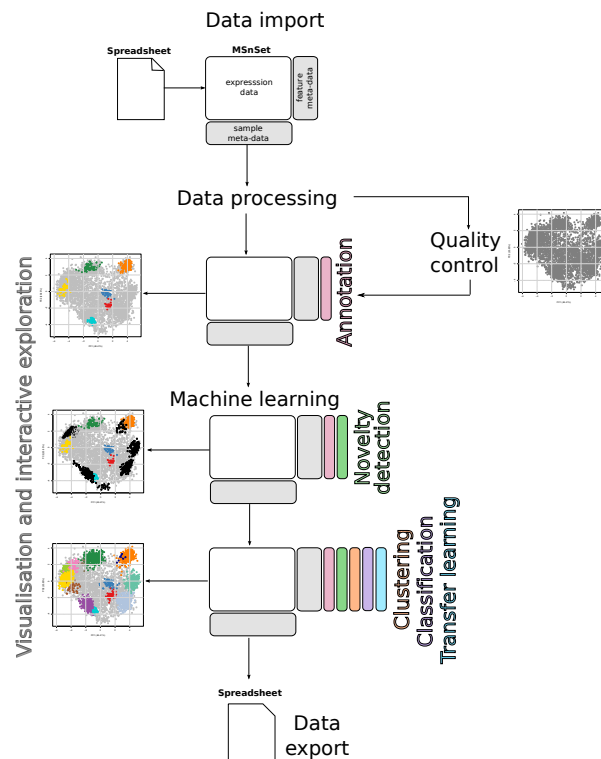 Data import
Spreadsheet
MSnSet
expresssion
data
feature
meta-data
sample
meta-data
Data processing
Quality
control
Annotation
Visualisation and interactive exploration
Machine learning
Novelty
detection
Clustering
Classification
Transfer learning
Spreadsheet
Data
export